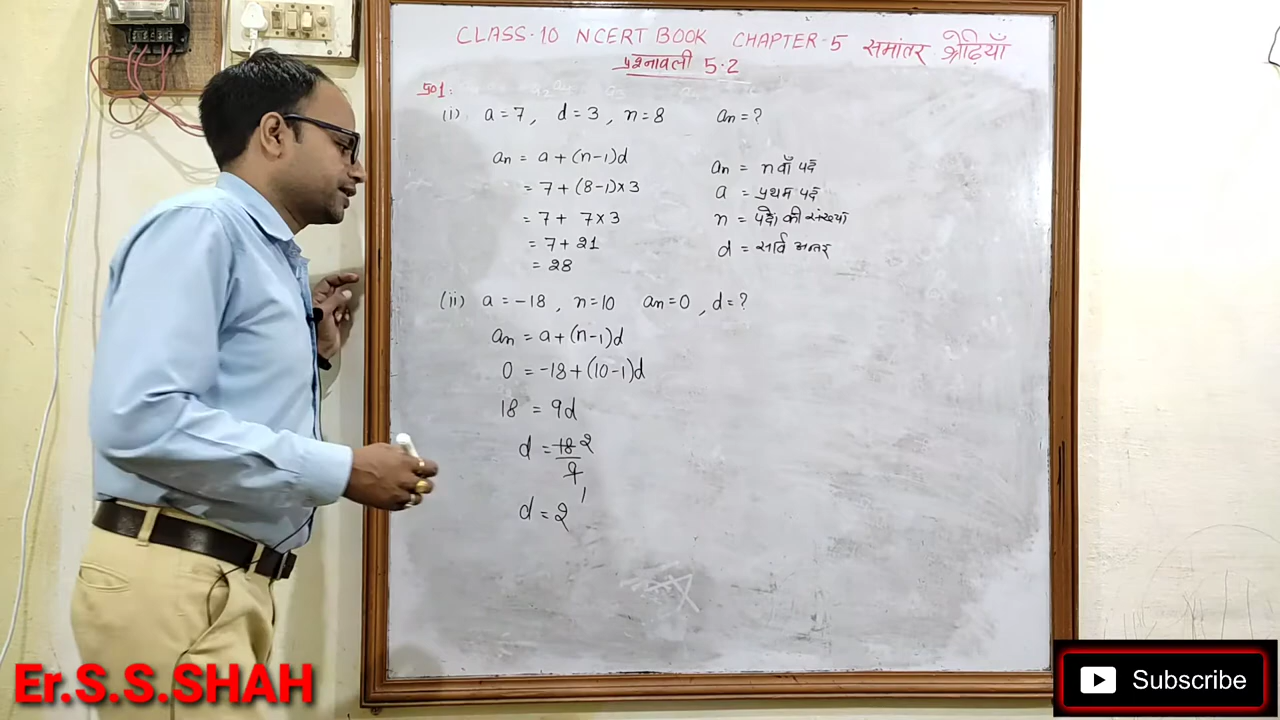 CLASS-10 NCERT BOOK CHAPTER-5 समांतर श्रेढ़ियाँ
प्रश्नावली 5.2
प्र01.
(i) a = 7, d = 3, n = 8 an = ?
an = a + (n-1)d
= 7 + (8-1)×3
= 7 + 7×3
= 7 + 21
= 28
an = n वाँ पद
a = प्रथम पद
n = पदों की संख्या
d = सार्व अन्तर
(ii) a = -18, n = 10 an = 0, d = ?
an = a + (n-1)d
0 = -18 + (10-1)d
18 = 9d
d = 18 2
9
1
d = 2
Er.S.S.SHAH
Subscribe